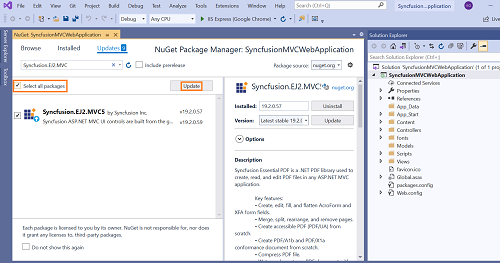 File Edit View Git Project Build Debug Test Analyze Tools Extensions Window Help Search Syncfusion...oplication
Debug Any CPU IIS Express (Google Chrome)
Server Explorer
Toolbox
NuGet: SyncfusionMVCWebApplication
Browse Installed Updates
NuGet Package Manager: SyncfusionMVCWebApplication
Syncfusion.EJ2.MVC Include prerelease
Package source: nuget.org
Select all packages Update
Syncfusion.EJ2.MVC5 by Syncfusion Inc. v19.2.0.57
Syncfusion ASP.NET MVC UI controls are built from the g... v19.2.0.59
Each package is licensed to you by its owner. NuGet is not responsible for, nor does
it grant any licenses to, third-party packages.
Do not show this again
Syncfusion.EJ2.MVC nuget.org
Installed: 19.2.0.57 Uninstall
Version: Latest stable 19.2.0 Update
Options
Description
Syncfusion Essential PDF is a .NET PDF library used to
create, read, and edit PDF files in any ASP.NET MVC
application.
Key features:
• Create, edit, fill, and flatten AcroForm and
XFA form fields.
• Merge, split, rearrange, and remove pages.
• Create accessible PDF (PDF/UA) from
scratch.
• Create PDF/A1b and PDF/X1a
conformance document from scratch.
• Compress PDF file.
Solution Explorer
Search Solution Explorer (Ctrl+;)
Solution 'SyncfusionMVCWebApplication' (1 of 1 pr
SyncfusionMVCWebApplication
Connected Services
Properties
References
App_Data
App_Start
Content
Controllers
fonts
Models
Scripts
Views
favicon.ico
Global.asax
packages.config
Web.config